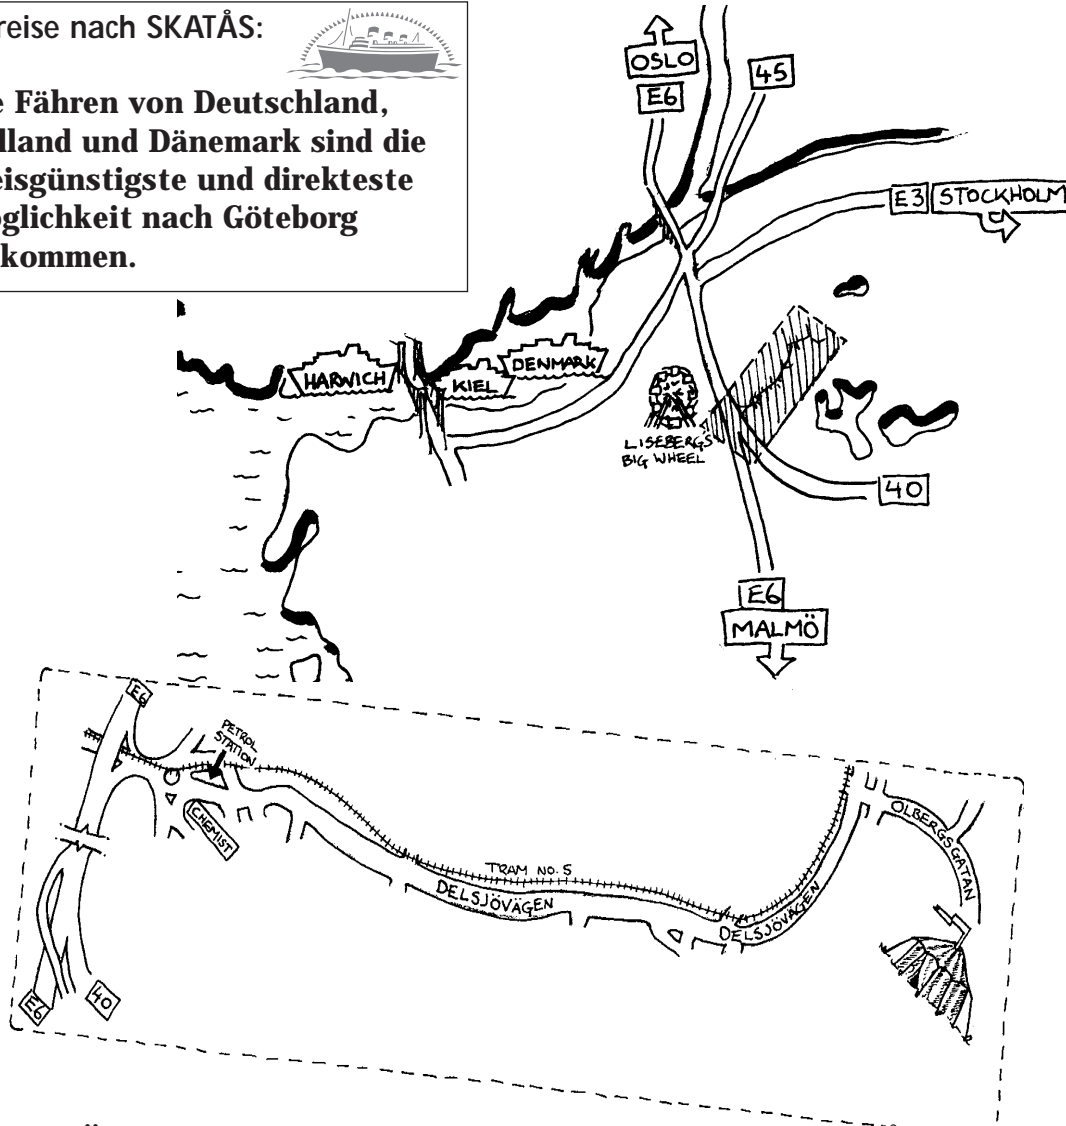 reise nach SKATÅS:
e Fähren von Deutschland,
lland und Dänemark sind die
eisgünstigste und direkteste
öglichkeit nach Göteborg
kommen.
OSLO
E6
45
E3 STOCKHOLM
HARWICH
KIEL
DENMARK
LISEBERGS
BIG WHEEL
40
E6
MALMÖ
E6
PETROL
STATION
CHEMIST
TRAM NO. 5
DELSJÖVÄGEN
DELSJÖVÄGEN
OLBERGSGATAN
E6
40